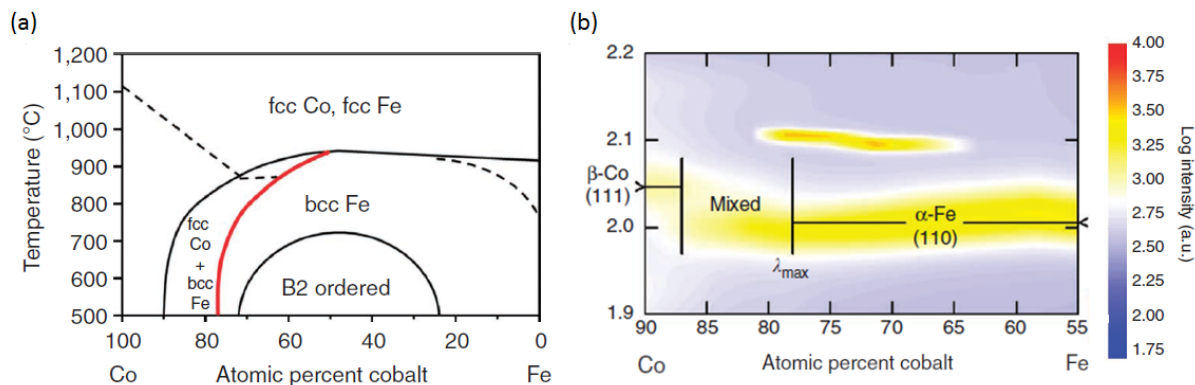 (a)
1,200
1,100
1,000
900
800
700
600
500
Temperature (°C)
fcc Co, fcc Fe
bcc Fe
fcc
Co
+
bcc
Fe
B2 ordered
100 80 60 40 20 0
Co Atomic percent cobalt Fe
(b)
2.2
2.1
2.0
1.9
β-Co
(111)
Mixed
α-Fe
(110)
λmax
90 85 80 75 70 65 60 55
Co Atomic percent cobalt Fe
4.00
3.75
3.50
3.25
3.00
2.75
2.50
2.25
2.00
1.75
Log intensity (a.u.)